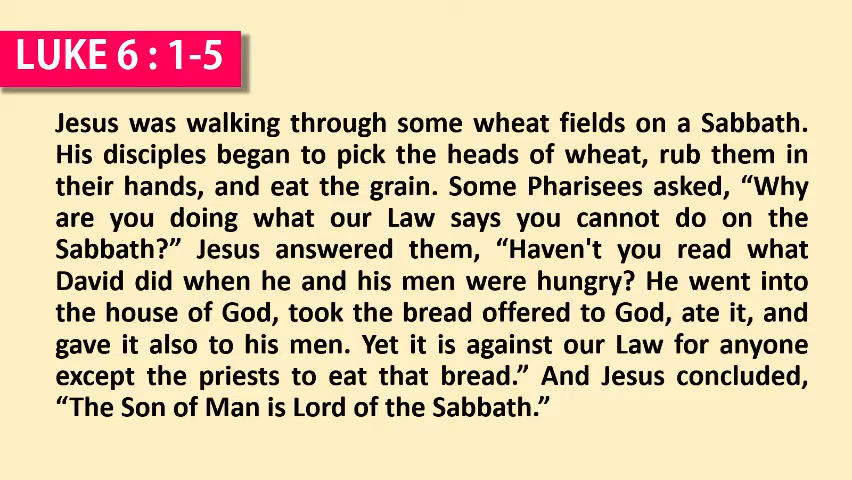 LUKE 6 : 1-5
Jesus was walking through some wheat fields on a Sabbath.
His disciples began to pick the heads of wheat, rub them in
their hands, and eat the grain. Some Pharisees asked, “Why
are you doing what our Law says you cannot do on the
Sabbath?” Jesus answered them, “Haven't you read what
David did when he and his men were hungry? He went into
the house of God, took the bread offered to God, ate it, and
gave it also to his men. Yet it is against our Law for anyone
except the priests to eat that bread.” And Jesus concluded,
“The Son of Man is Lord of the Sabbath.”